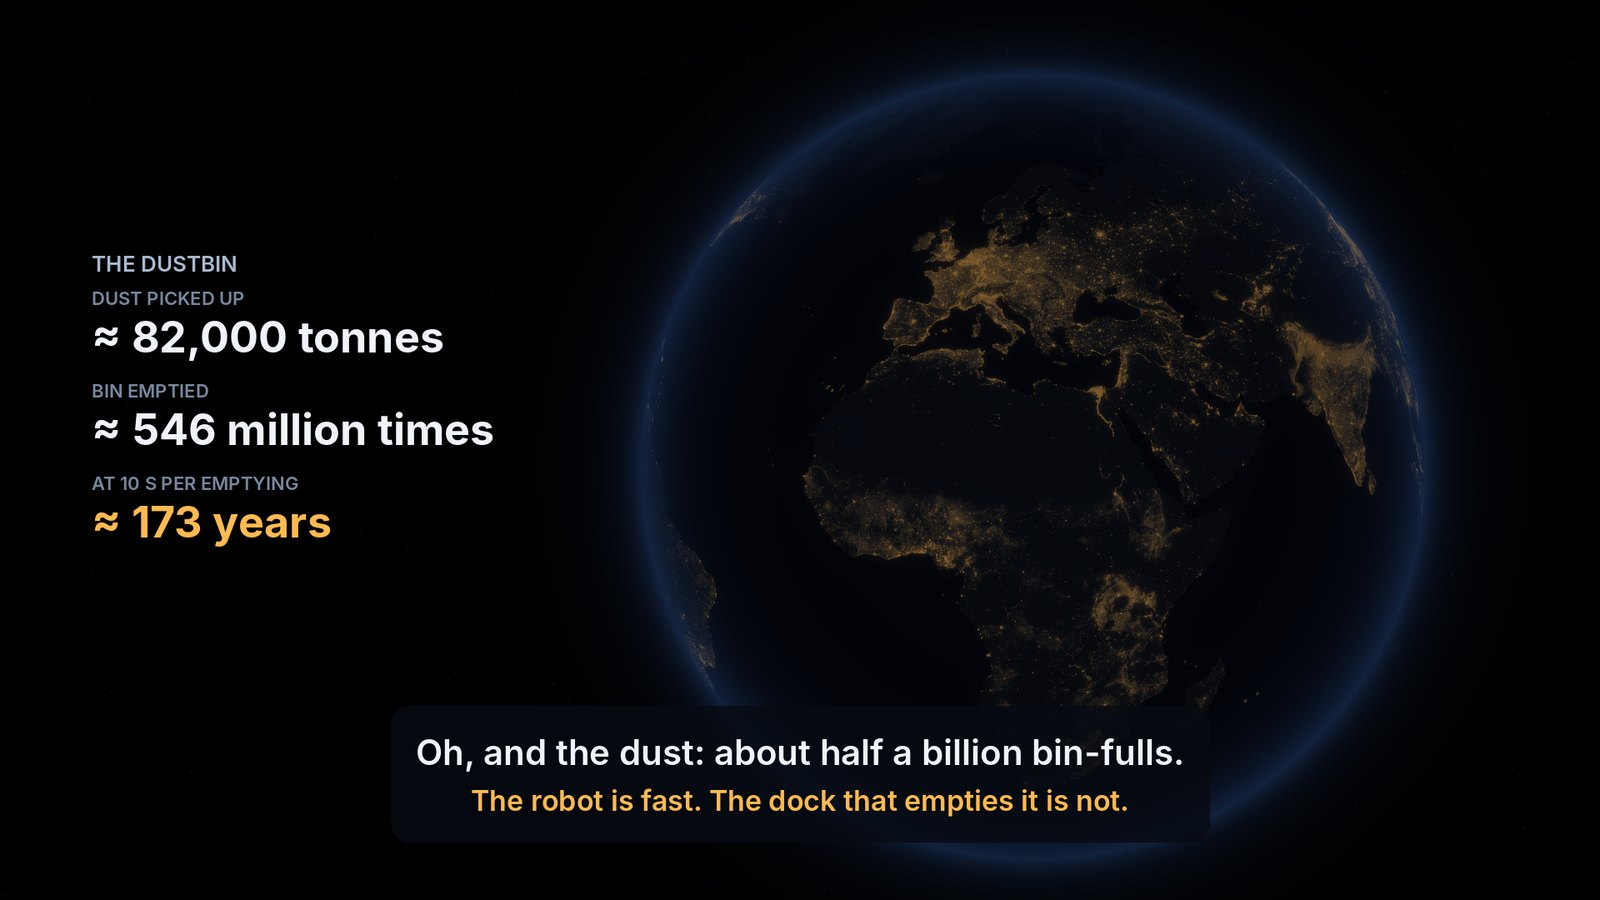 THE DUSTBIN
DUST PICKED UP
≈ 82,000 tonnes
BIN EMPTIED
≈ 546 million times
AT 10 S PER EMPTYING
≈ 173 years
Oh, and the dust: about half a billion bin-fulls.
The robot is fast. The dock that empties it is not.